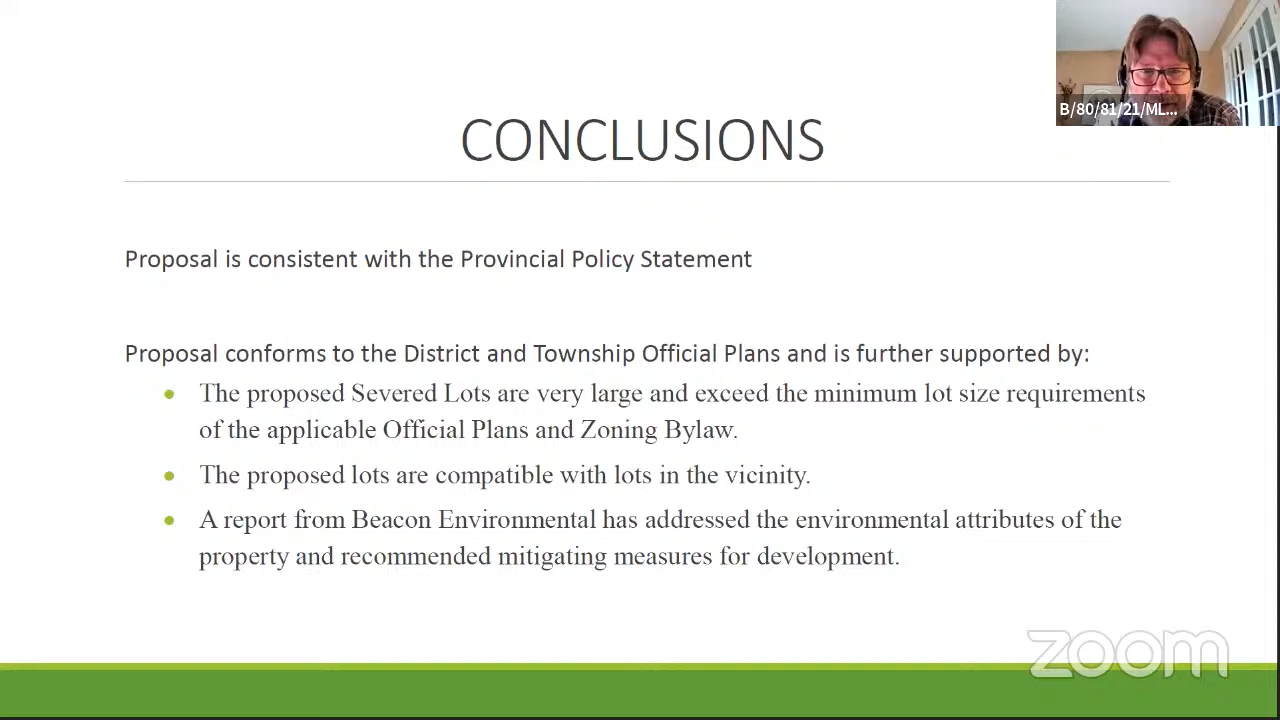 B/80/81/21/ML...
CONCLUSIONS
Proposal is consistent with the Provincial Policy Statement
Proposal conforms to the District and Township Official Plans and is further supported by:
• The proposed Severed Lots are very large and exceed the minimum lot size requirements
of the applicable Official Plans and Zoning Bylaw.
• The proposed lots are compatible with lots in the vicinity.
• A report from Beacon Environmental has addressed the environmental attributes of the
property and recommended mitigating measures for development.
zoom